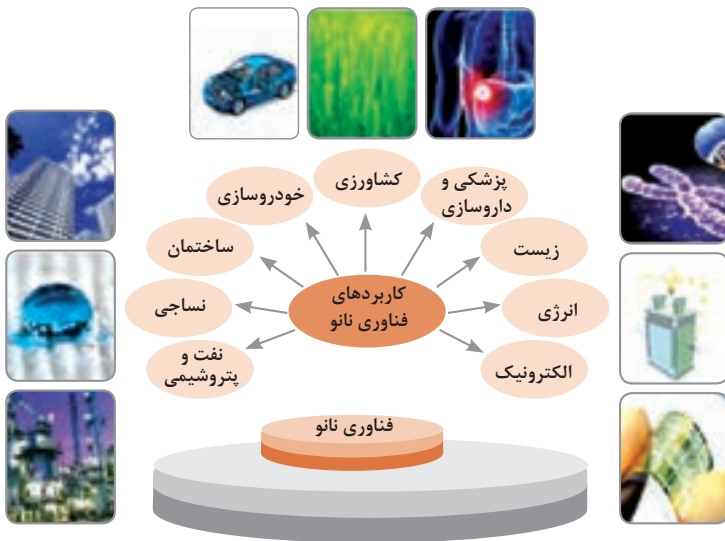 کشاورزی
پزشکی و
داروسازی
خودروسازی
زیست
ساختمان
انرژی
کاربردهای
فناوری نانو
نساجی
الکترونیک
نفت و
پتروشیمی
فناوری نانو